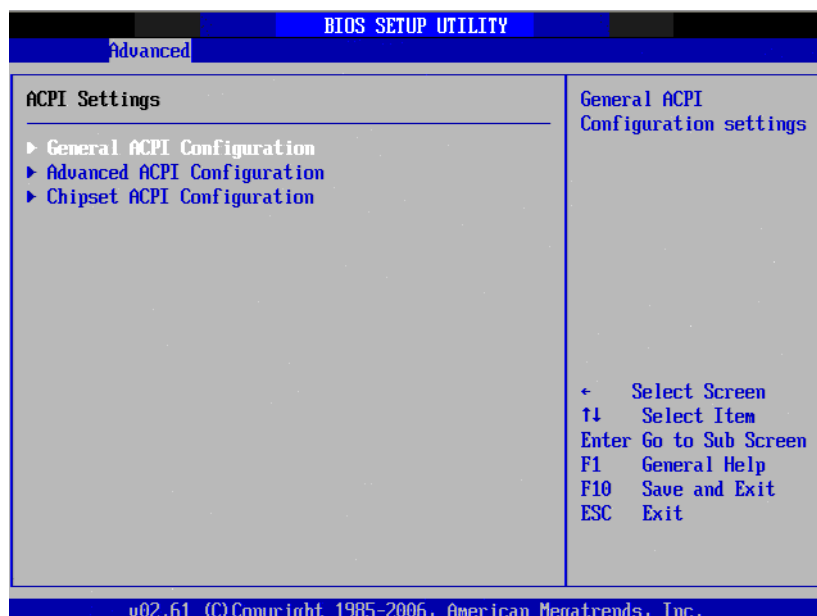 BIOS SETUP UTILITY
Advanced
ACPI Settings
▶ General ACPI Configuration
▶ Advanced ACPI Configuration
▶ Chipset ACPI Configuration
General ACPI
Configuration settings
← Select Screen
↑↓ Select Item
Enter Go to Sub Screen
F1 General Help
F10 Save and Exit
ESC Exit
v02.61 (C)Copyright 1985-2006, American Megatrends, Inc.